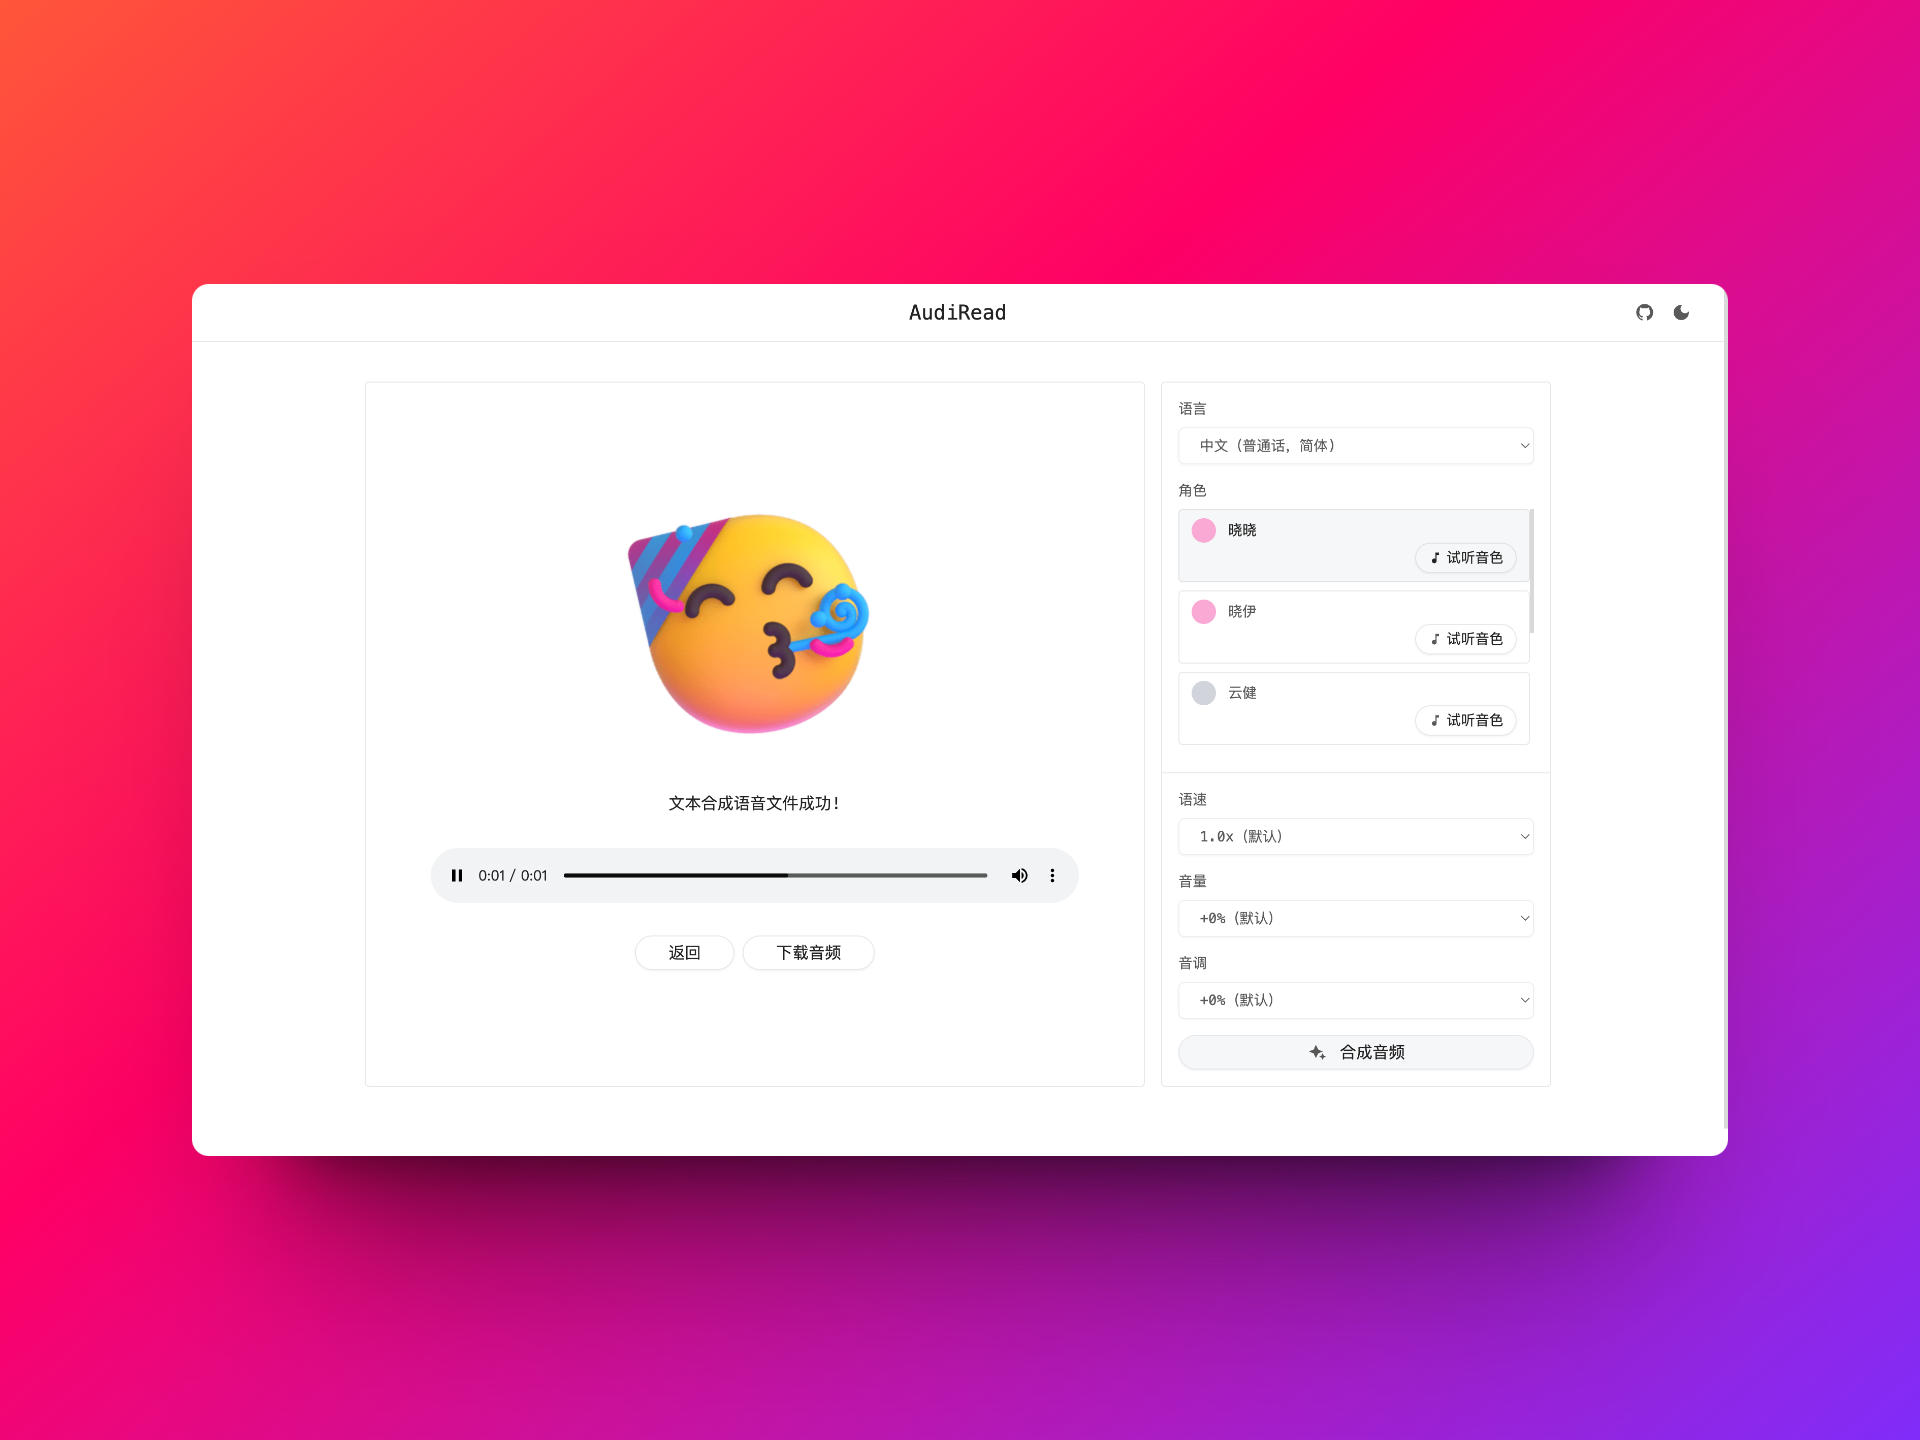 AudiRead
文本合成语音文件成功！
0:01 / 0:01
返回
下载音频
语言
中文（普通话，简体）
角色
晓晓
试听音色
晓伊
试听音色
云健
试听音色
语速
1.0x（默认）
音量
+0%（默认）
音调
+0%（默认）
合成音频